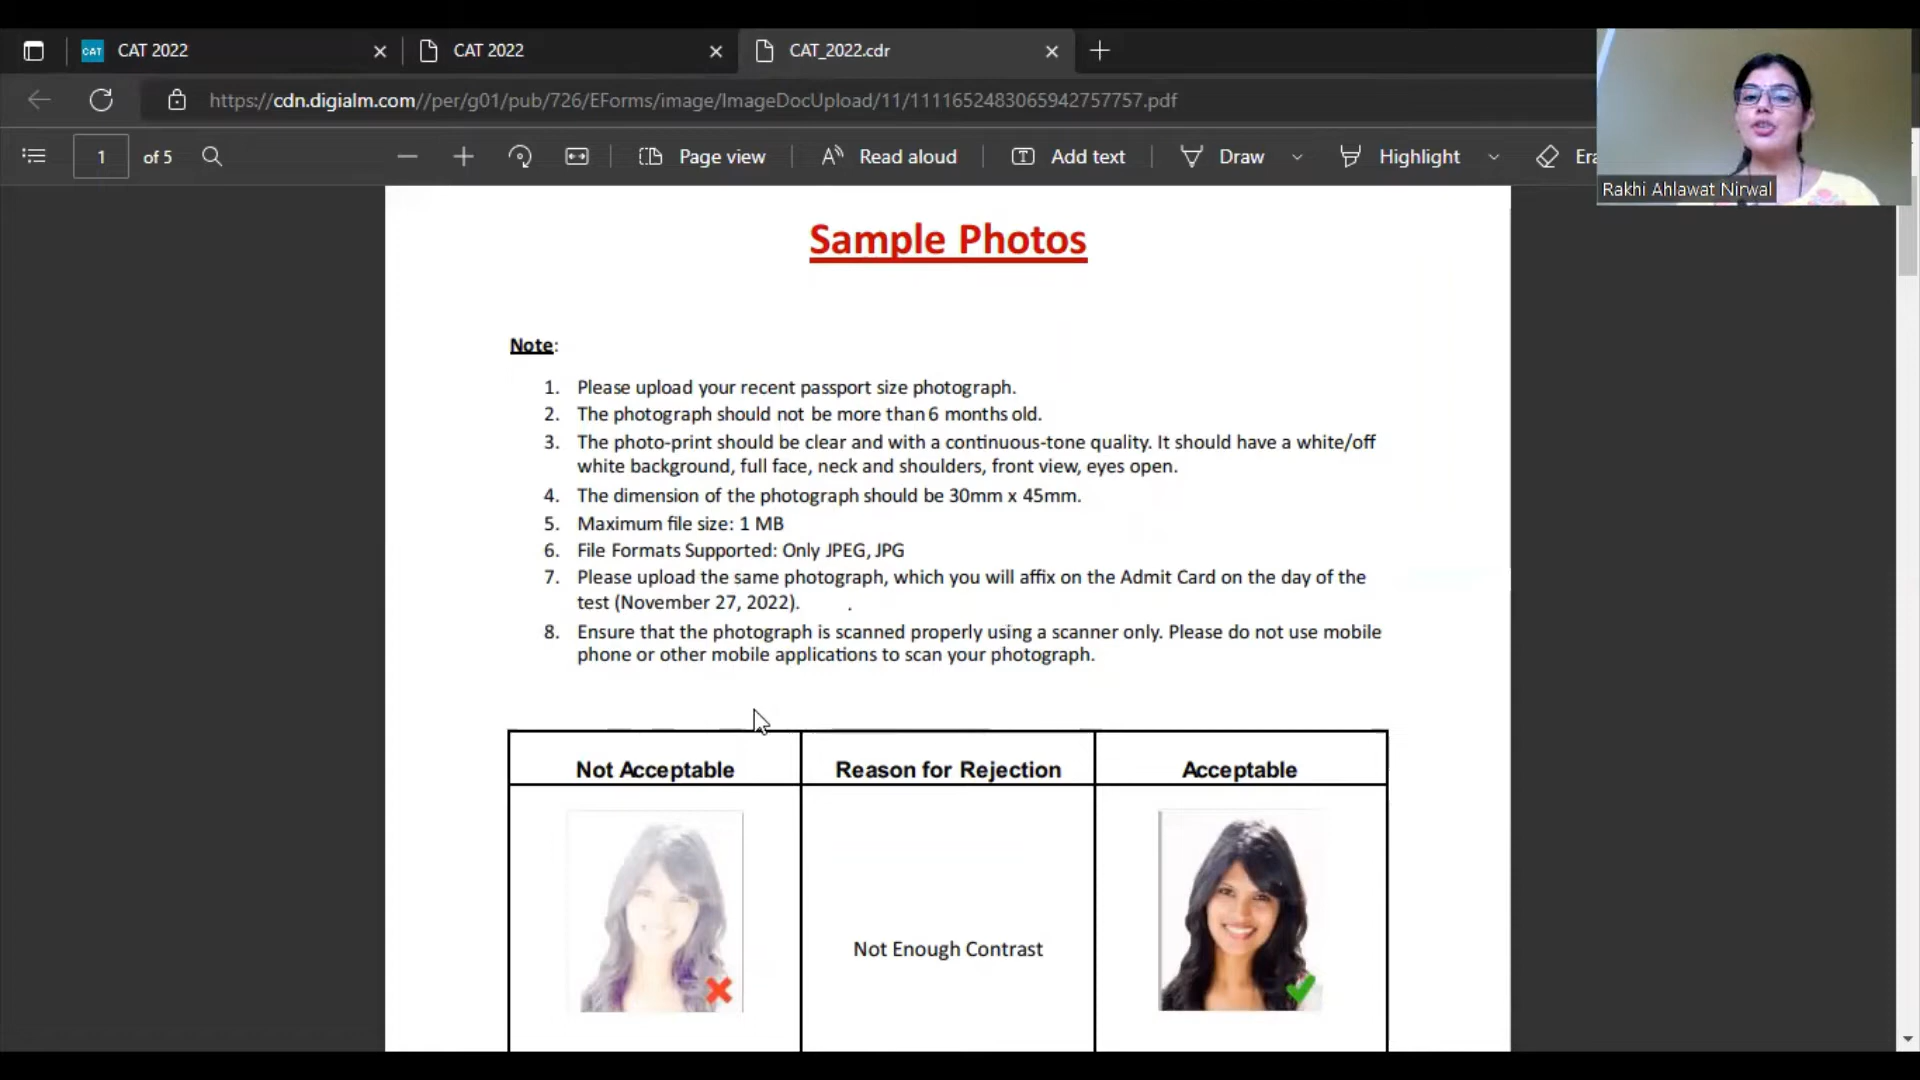 CAT CAT 2022 CAT 2022 CAT_2022.cdr
https://cdn.digialm.com//per/g01/pub/726/EForms/image/ImageDocUpload/11/1111652483065942757757.pdf
1 of 5 Page view Read aloud Add text Draw Highlight Era
Rakhi Ahlawat Nirwal
Sample Photos
Note:
1. Please upload your recent passport size photograph.
2. The photograph should not be more than 6 months old.
3. The photo-print should be clear and with a continuous-tone quality. It should have a white/off
white background, full face, neck and shoulders, front view, eyes open.
4. The dimension of the photograph should be 30mm x 45mm.
5. Maximum file size: 1 MB
6. File Formats Supported: Only JPEG, JPG
7. Please upload the same photograph, which you will affix on the Admit Card on the day of the
test (November 27, 2022). .
8. Ensure that the photograph is scanned properly using a scanner only. Please do not use mobile
phone or other mobile applications to scan your photograph.
Not Acceptable Reason for Rejection Acceptable
Not Enough Contrast